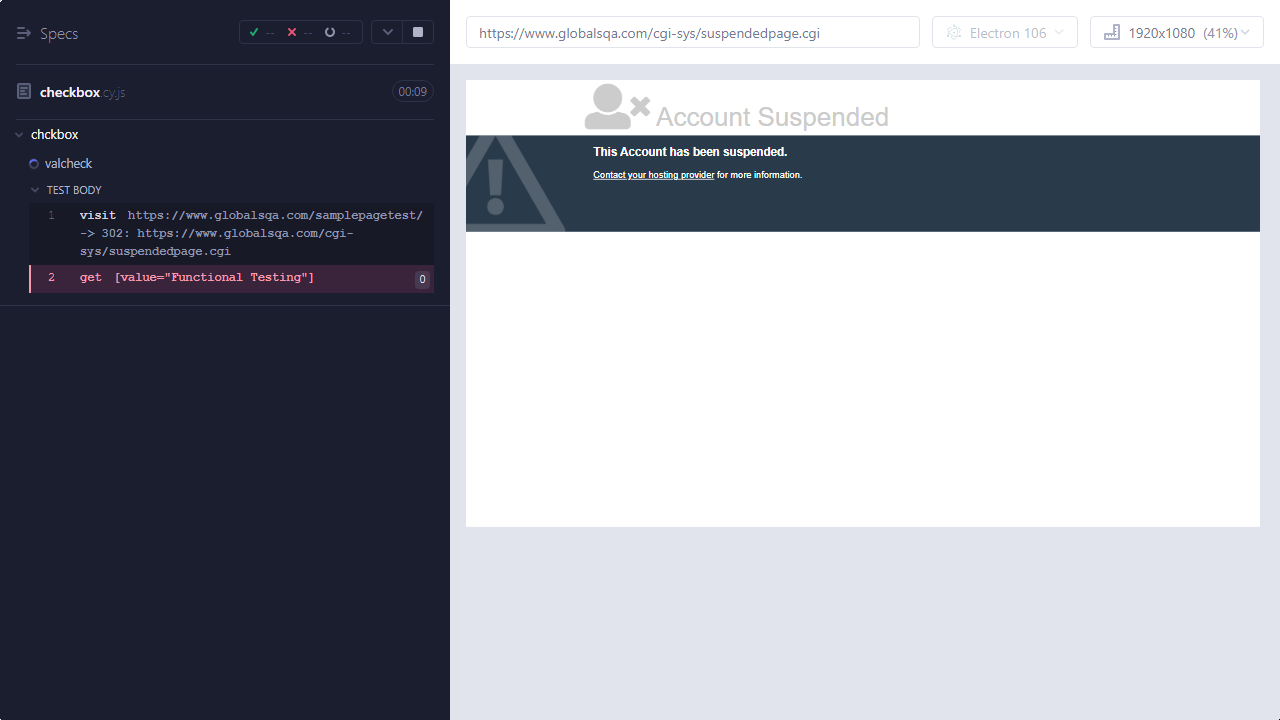 Specs
-- -- --
checkbox.cy.js 00:09
chckbox
valcheck
TEST BODY
1 visit https://www.globalsqa.com/samplepagetest/
-> 302: https://www.globalsqa.com/cgi-
sys/suspendedpage.cgi
2 get [value="Functional Testing"] 0
https://www.globalsqa.com/cgi-sys/suspendedpage.cgi
Electron 106
1920x1080 (41%)
Account Suspended
This Account has been suspended.
Contact your hosting provider for more information.